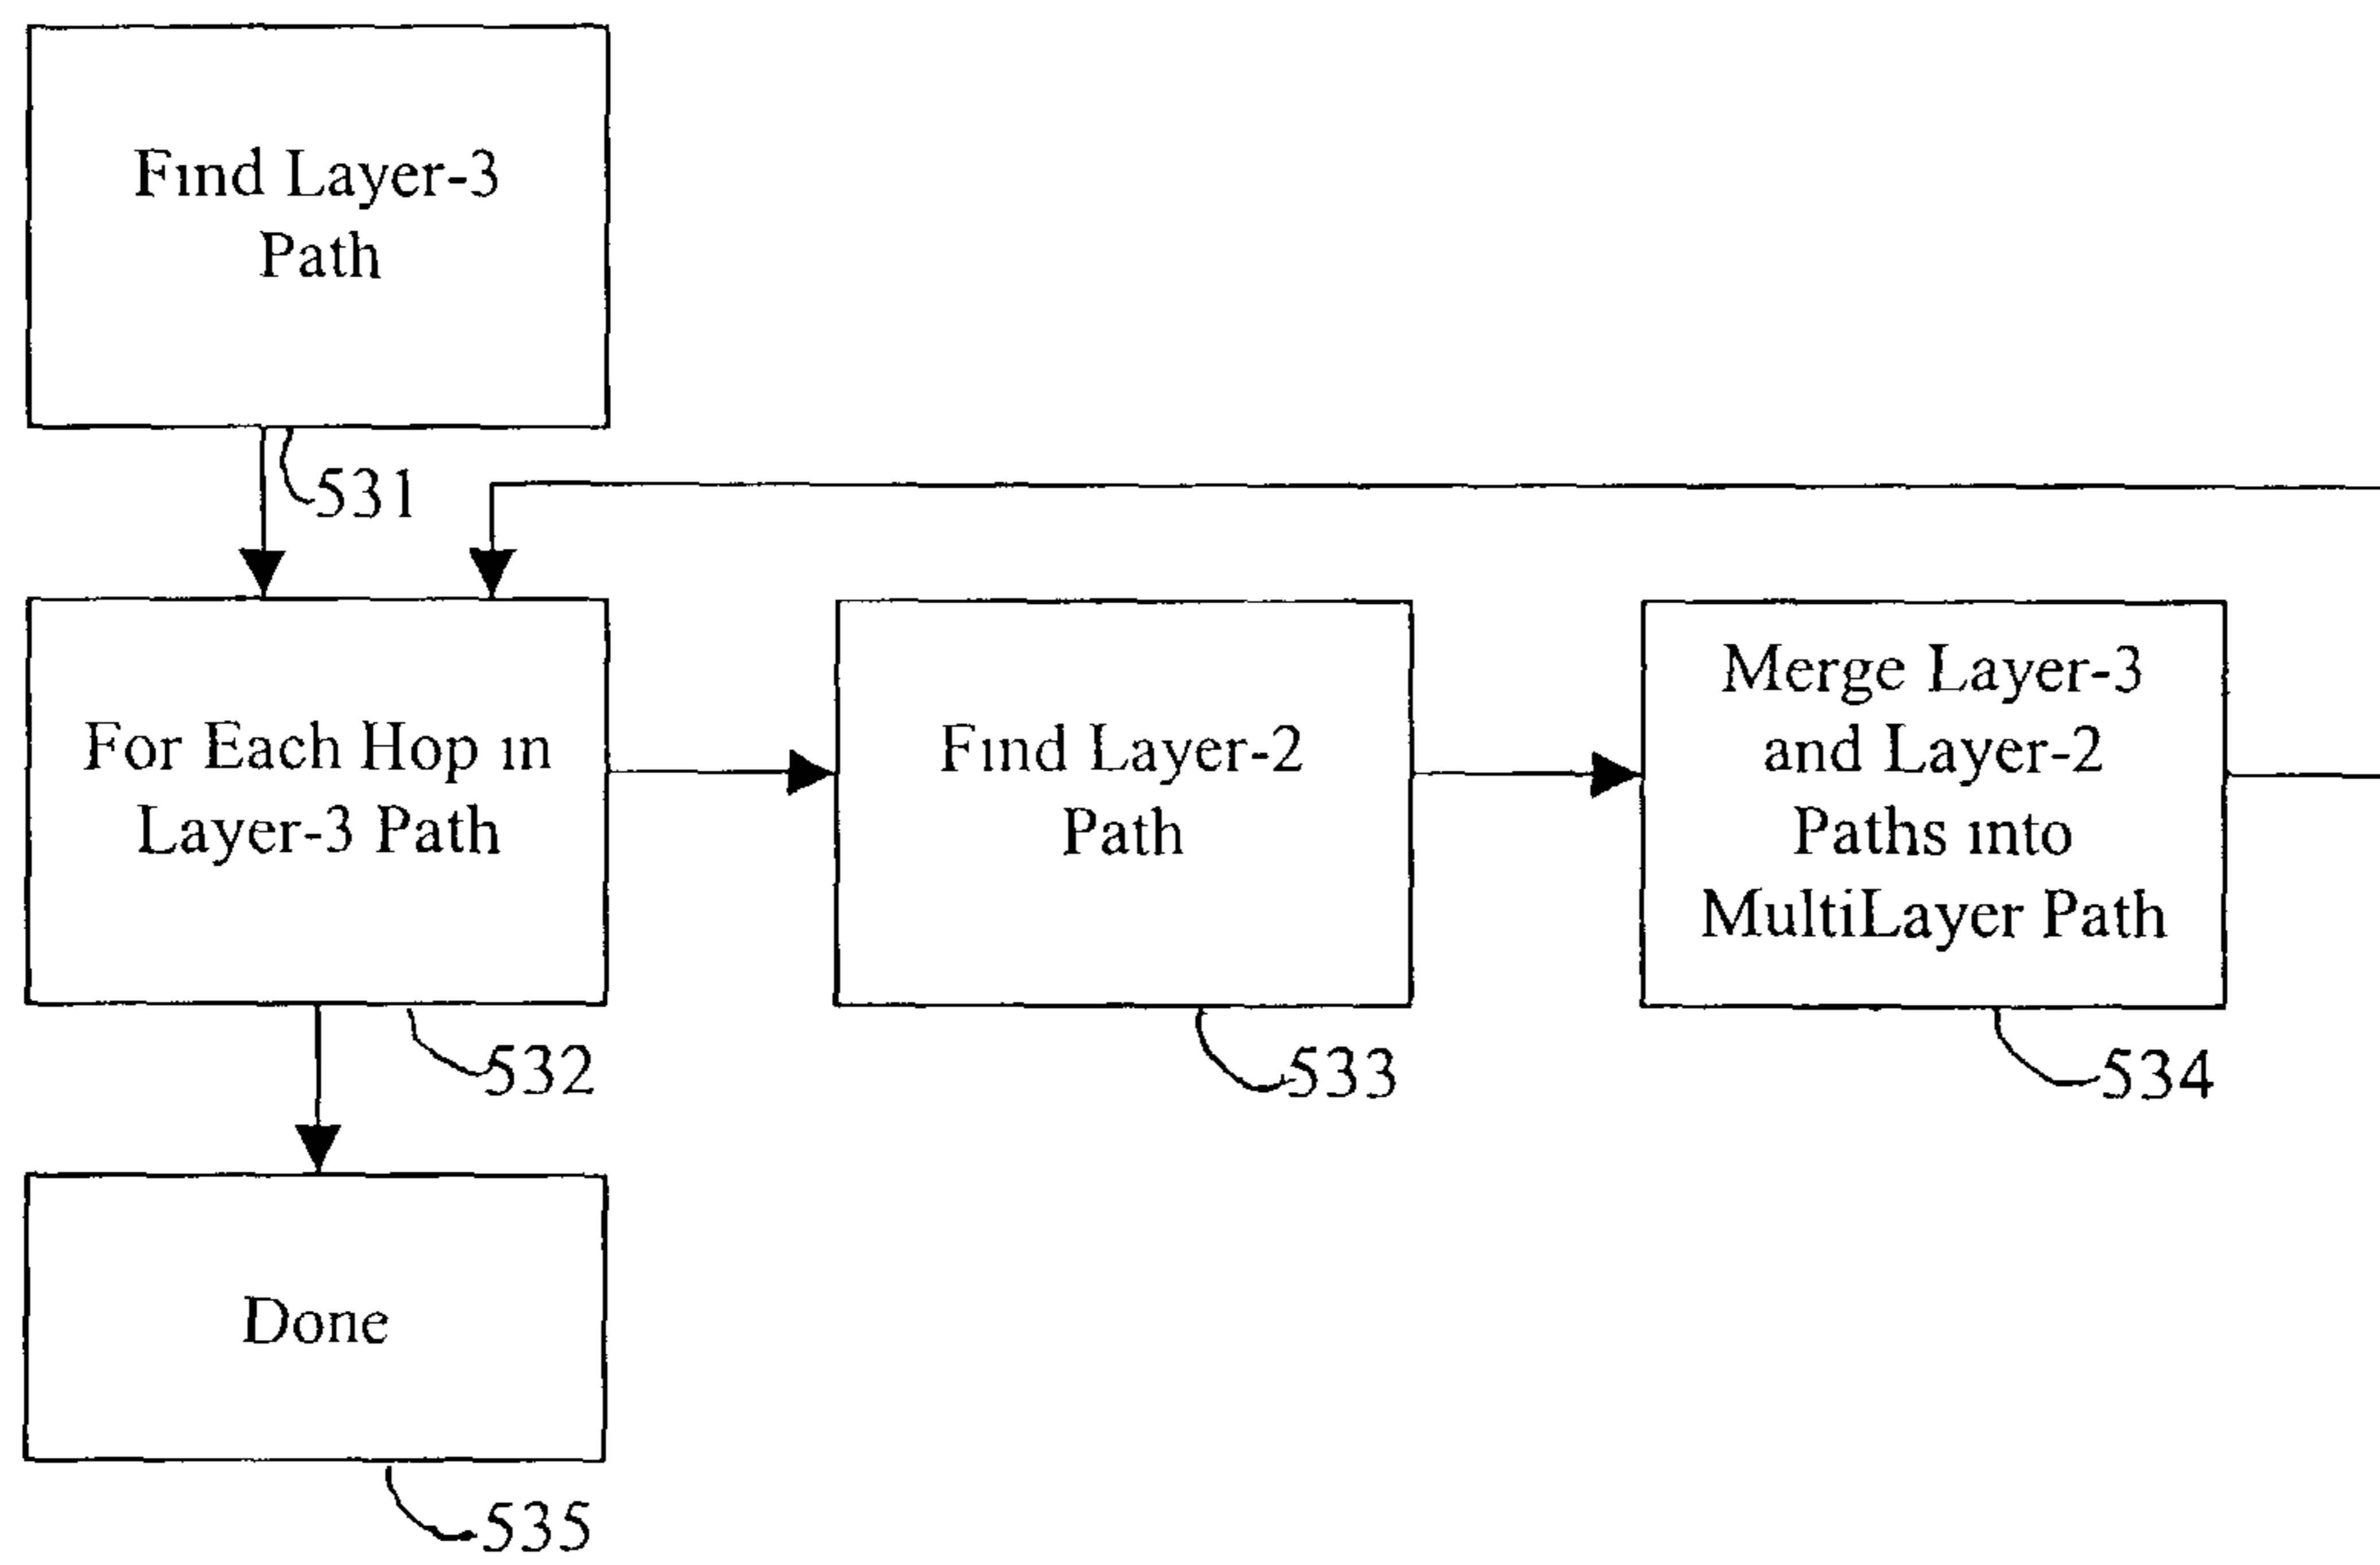 Find Layer-3
Path
531
For Each Hop in
Layer-3 Path
532
Find Layer-2
Path
533
Merge Layer-3
and Layer-2
Paths into
MultiLayer Path
534
Done
535